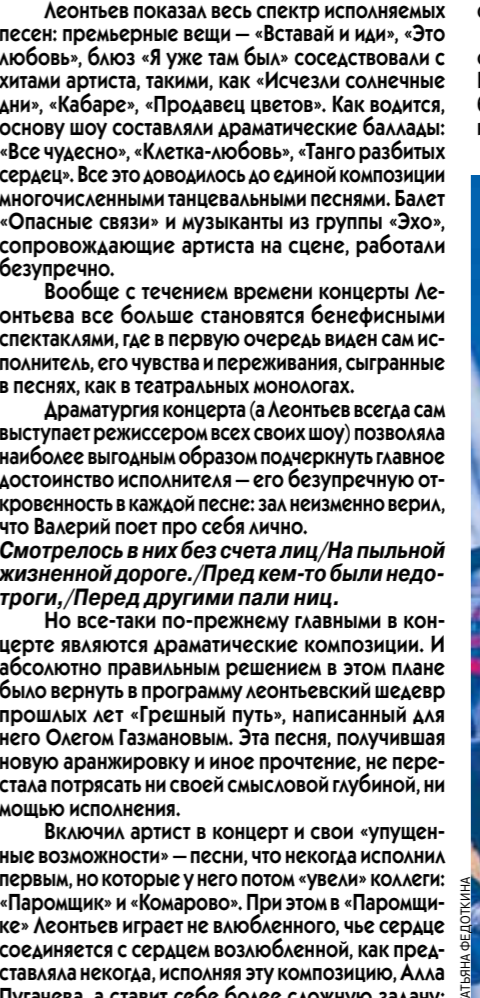 Леонтьев показал весь спектр исполняемых
песен: премьерные вещи — «Вставай и иди», «Это
любовь», блюз «Я уже там был» соседствовали с
хитами артиста, такими, как «Исчезли солнечные
дни», «Кабаре», «Продавец цветов». Как водится,
основу шоу составляли драматические баллады:
«Все чудесно», «Клетка-любовь», «Танго разбитых
сердец». Все это доводилось до единой композиции
многочисленными танцевальными песнями. Балет
«Опасные связи» и музыканты из группы «Эхо»,
сопровождающие артиста на сцене, работали
безупречно.
Вообще с течением времени концерты Ле-
онтьева все больше становятся бенефисными
спектаклями, где в первую очередь виден сам ис-
полнитель, его чувства и переживания, сыгранные
в песнях, как в театральных монологах.
Драматургия концерта (а Леонтьев всегда сам
выступает режиссером всех своих шоу) позволяла
наиболее выгодным образом подчеркнуть главное
достоинство исполнителя — его безупречную от-
кровенность в каждой песне: зал неизменно верил,
что Валерий поет про себя лично.
Смотрелось в них без счета лиц/На пыльной
жизненной дороге./Пред кем-то были недо-
троги,/Перед другими пали ниц.
Но все-таки по-прежнему главными в кон-
церте являются драматические композиции. И
абсолютно правильным решением в этом плане
было вернуть в программу леонтьевский шедевр
прошлых лет «Грешный путь», написанный для
него Олегом Газмановым. Эта песня, получившая
новую аранжировку и иное прочтение, не пере-
стала потрясать ни своей смысловой глубиной, ни
мощью исполнения.
Включил артист в концерт и свои «упущен-
ные возможности» — песни, что некогда исполнил
первым, но которые у него потом «увели» коллеги:
«Паромщик» и «Комарово». При этом в «Паромщи-
ке» Леонтьев играет не влюбленного, чье сердце
соединяется с сердцем возлюбленной, как пред-
ставляла некогда, исполняя эту композицию, Алла
Пугачева, а ставит себе более сложную задачу:
АТЬЯНА ФЕДОТКИНА